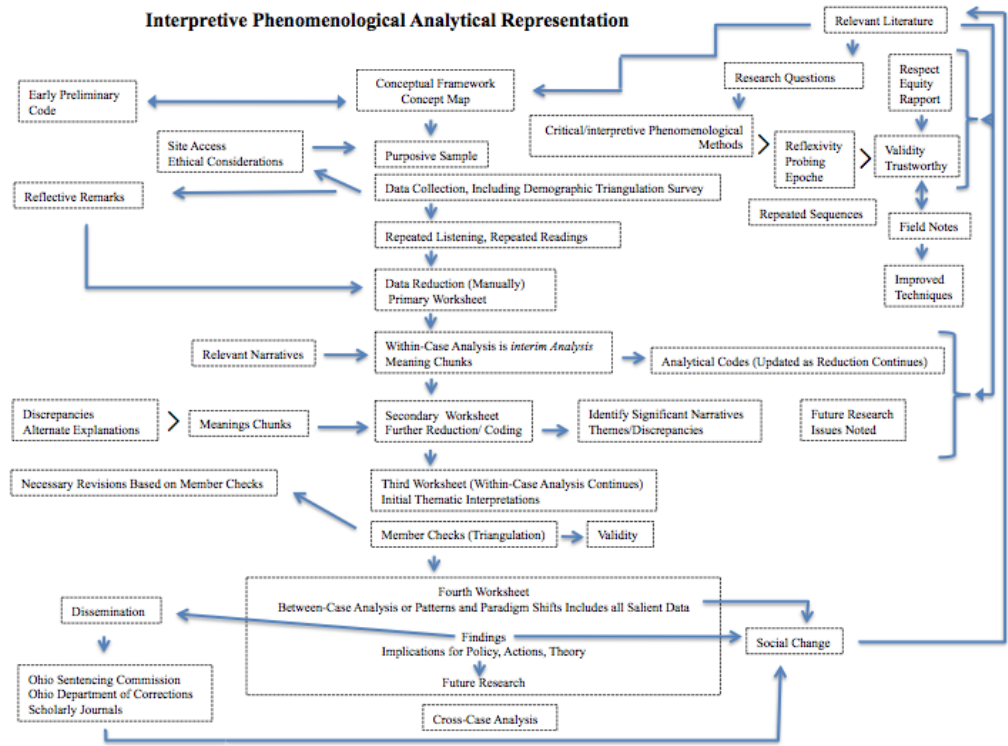 Interpretive Phenomenological Analytical Representation
Relevant Literature
Research Questions
Respect
Equity
Rapport
Early Preliminary
Code
Conceptual Framework
Concept Map
Critical/interpretive Phenomenological
Methods
Reflexivity
Probing
Epoche
Validity
Trustworthy
Site Access
Ethical Considerations
Purposive Sample
Reflective Remarks
Data Collection, Including Demographic Triangulation Survey
Repeated Sequences
Field Notes
Repeated Listening, Repeated Readings
Improved
Techniques
Data Reduction (Manually)
Primary Worksheet
Relevant Narratives
Within-Case Analysis is interim Analysis
Meaning Chunks
Analytical Codes (Updated as Reduction Continues)
Discrepancies
Alternate Explanations
Meanings Chunks
Secondary Worksheet
Further Reduction/ Coding
Identify Significant Narratives
Themes/Discrepancies
Future Research
Issues Noted
Necessary Revisions Based on Member Checks
Third Worksheet (Within-Case Analysis Continues)
Initial Thematic Interpretations
Member Checks (Triangulation)
Validity
Fourth Worksheet
Between-Case Analysis or Patterns and Paradigm Shifts Includes all Salient Data
Dissemination
Findings
Implications for Policy, Actions, Theory
Social Change
Future Research
Ohio Sentencing Commission
Ohio Department of Corrections
Scholarly Journals
Cross-Case Analysis